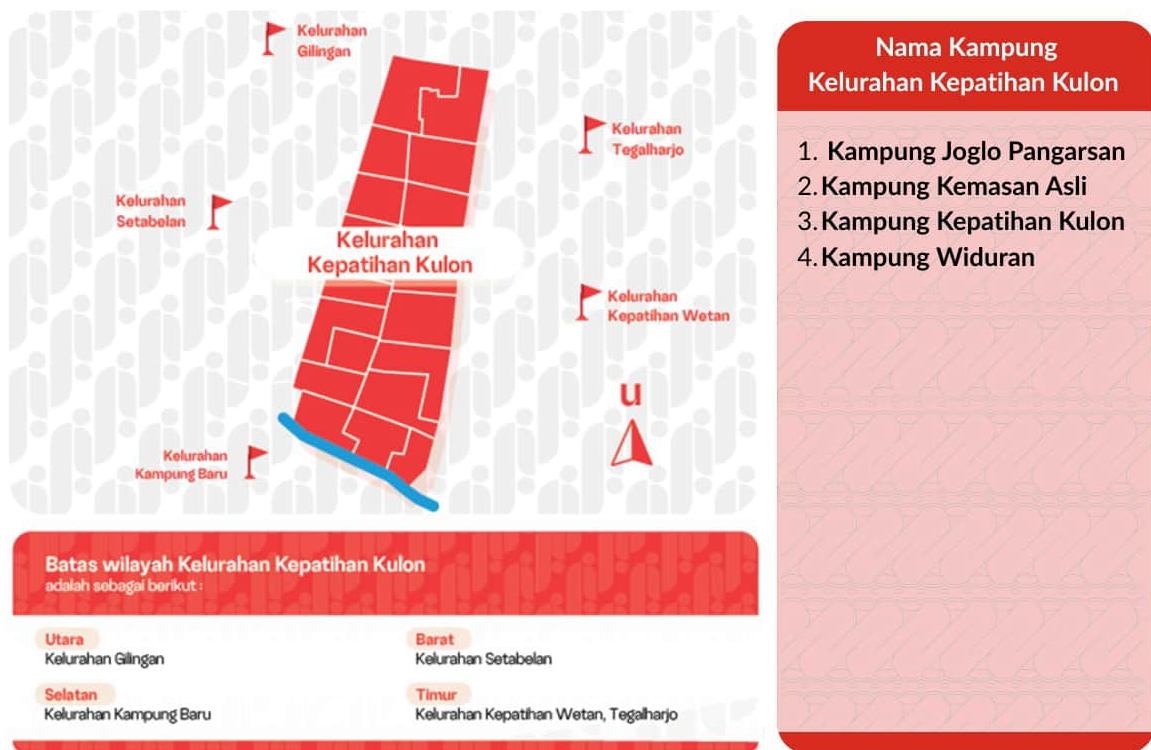 Kelurahan
Gilingan
Kelurahan
Tegalharjo
Kelurahan
Setabelan
Kelurahan
Kepatihan Kulon
Kelurahan
Kepatihan Wetan
u
Kelurahan
Kampung Baru
Batas wilayah Kelurahan Kepatihan Kulon
adalah sebagai berikut :
Utara
Kelurahan Gilingan
Barat
Kelurahan Setabelan
Selatan
Kelurahan Kampung Baru
Timur
Kelurahan Kepatihan Wetan, Tegalharjo
Nama Kampung
Kelurahan Kepatihan Kulon
1. Kampung Joglo Pangarsan
2. Kampung Kemasan Asli
3. Kampung Kepatihan Kulon
4. Kampung Widuran